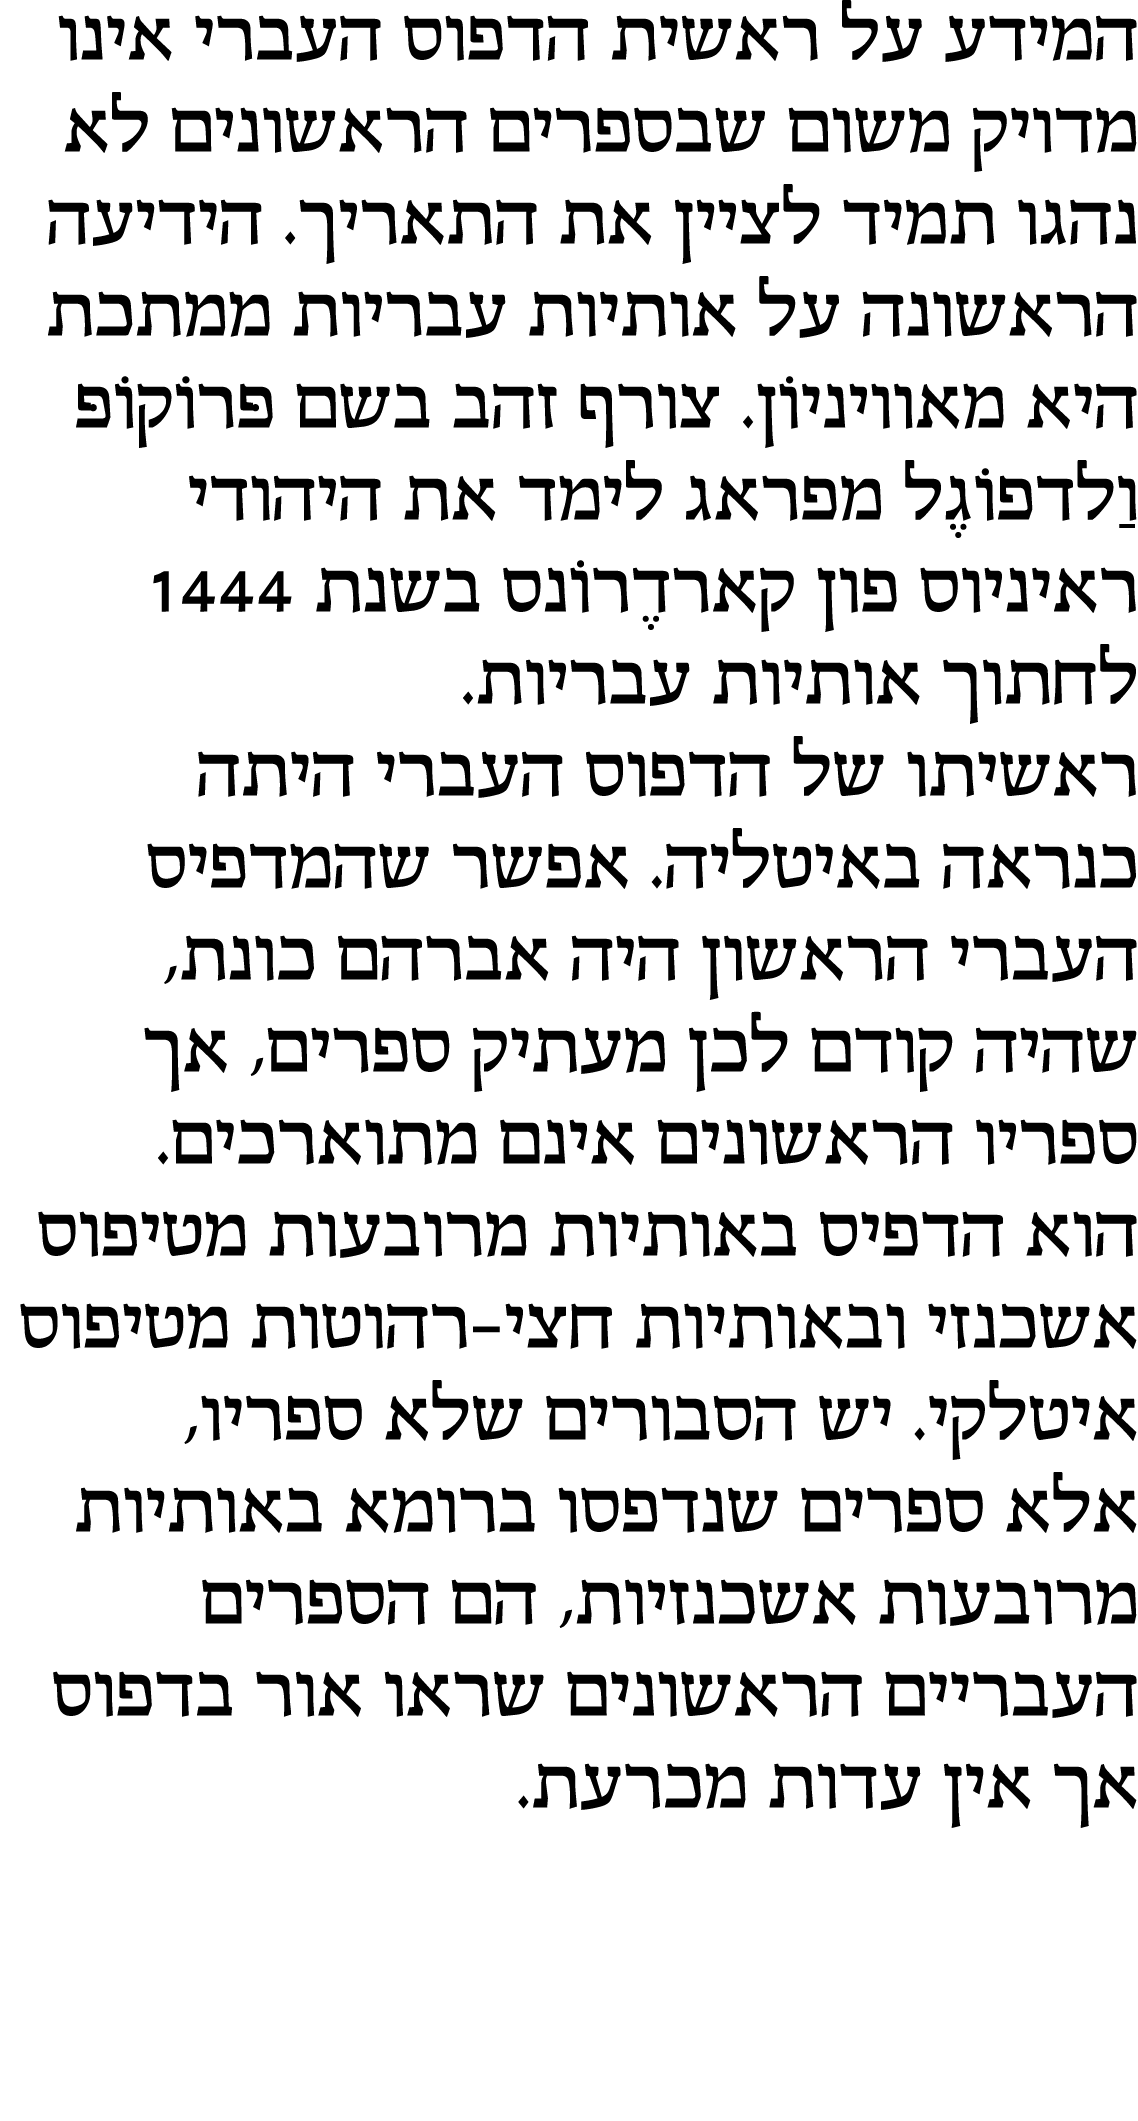 המידע על ראשית הדפוס העברי אינו
מדויק משום שבספרים הראשונים לא
נהגו תמיד לציין את התאריך. הידיעה
הראשונה על אותיות עבריות ממתכת
היא מאוויניוֹן. צורף זהב בשם פרוֹקוֹפּ
וַלדפוֹגֶל מפראג לימד את היהודי
ראיניוס פון קארדֶרוֹנס בשנת 1444
לחתוך אותיות עבריות.
ראשיתו של הדפוס העברי היתה
כנראה באיטליה. אפשר שהמדפיס
העברי הראשון היה אברהם כונת,
שהיה קודם לכן מעתיק ספרים, אך
ספריו הראשונים אינם מתוארכים.
הוא הדפיס באותיות מרובעות מטיפוס
אשכנזי ובאותיות חצי-רהוטות מטיפוס
איטלקי. יש הסבורים שלא ספריו,
אלא ספרים שנדפסו ברומא באותיות
מרובעות אשכנזיות, הם הספרים
העבריים הראשונים שראו אור בדפוס
אך אין עדות מכרעת.